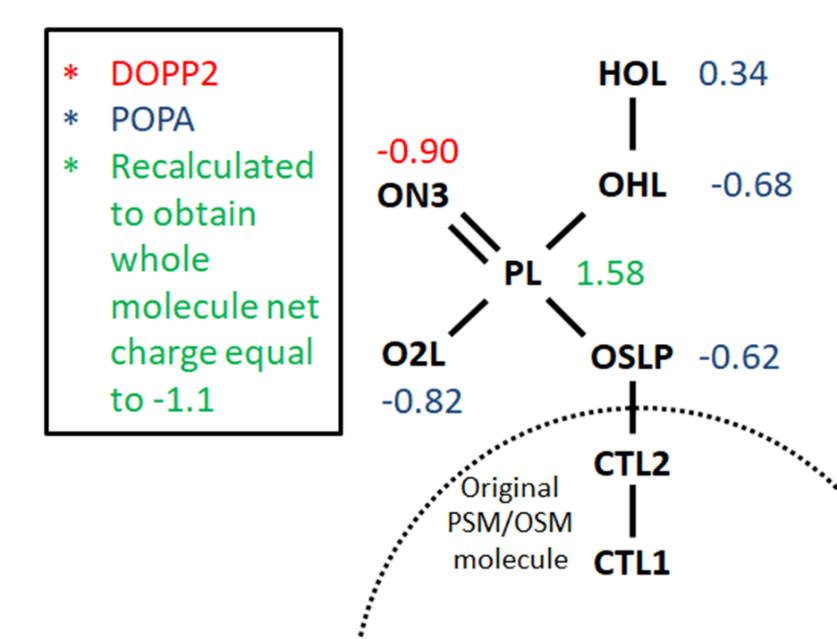 * DOPP2
* POPA
* Recalculated
to obtain
whole
molecule net
charge equal
to -1.1
HOL 0.34
-0.90
ON3
OHL -0.68
PL 1.58
O2L
-0.82
OSLP -0.62
CTL2
Original
PSM/OSM
molecule
CTL1